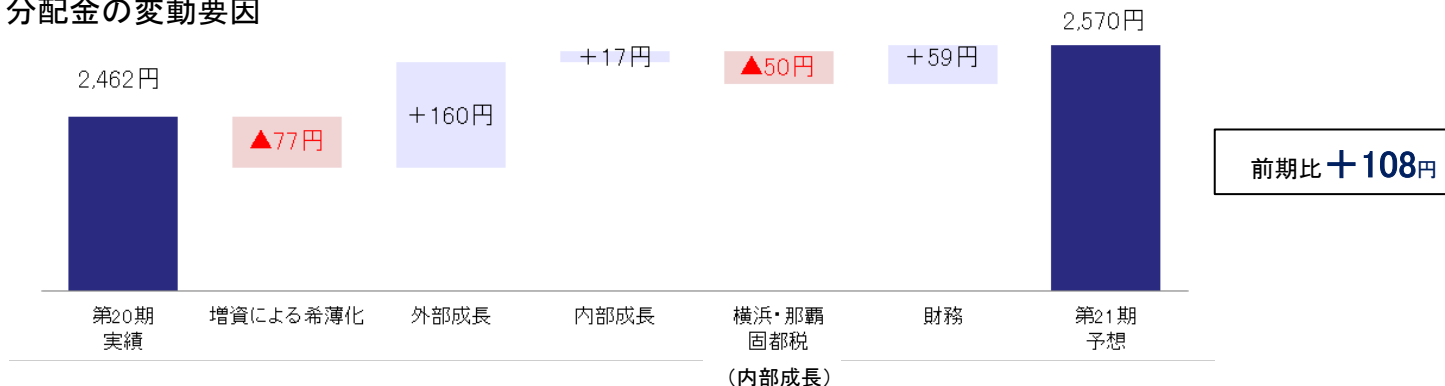 分配金の変動要因
2,462円
▲77円
＋160円
＋17円
▲50円
＋59円
2,570円
前期比＋108円
第20期
実績
増資による希薄化
外部成長
内部成長
横浜・那覇
固都税
（内部成長）
財務
第21期
予想